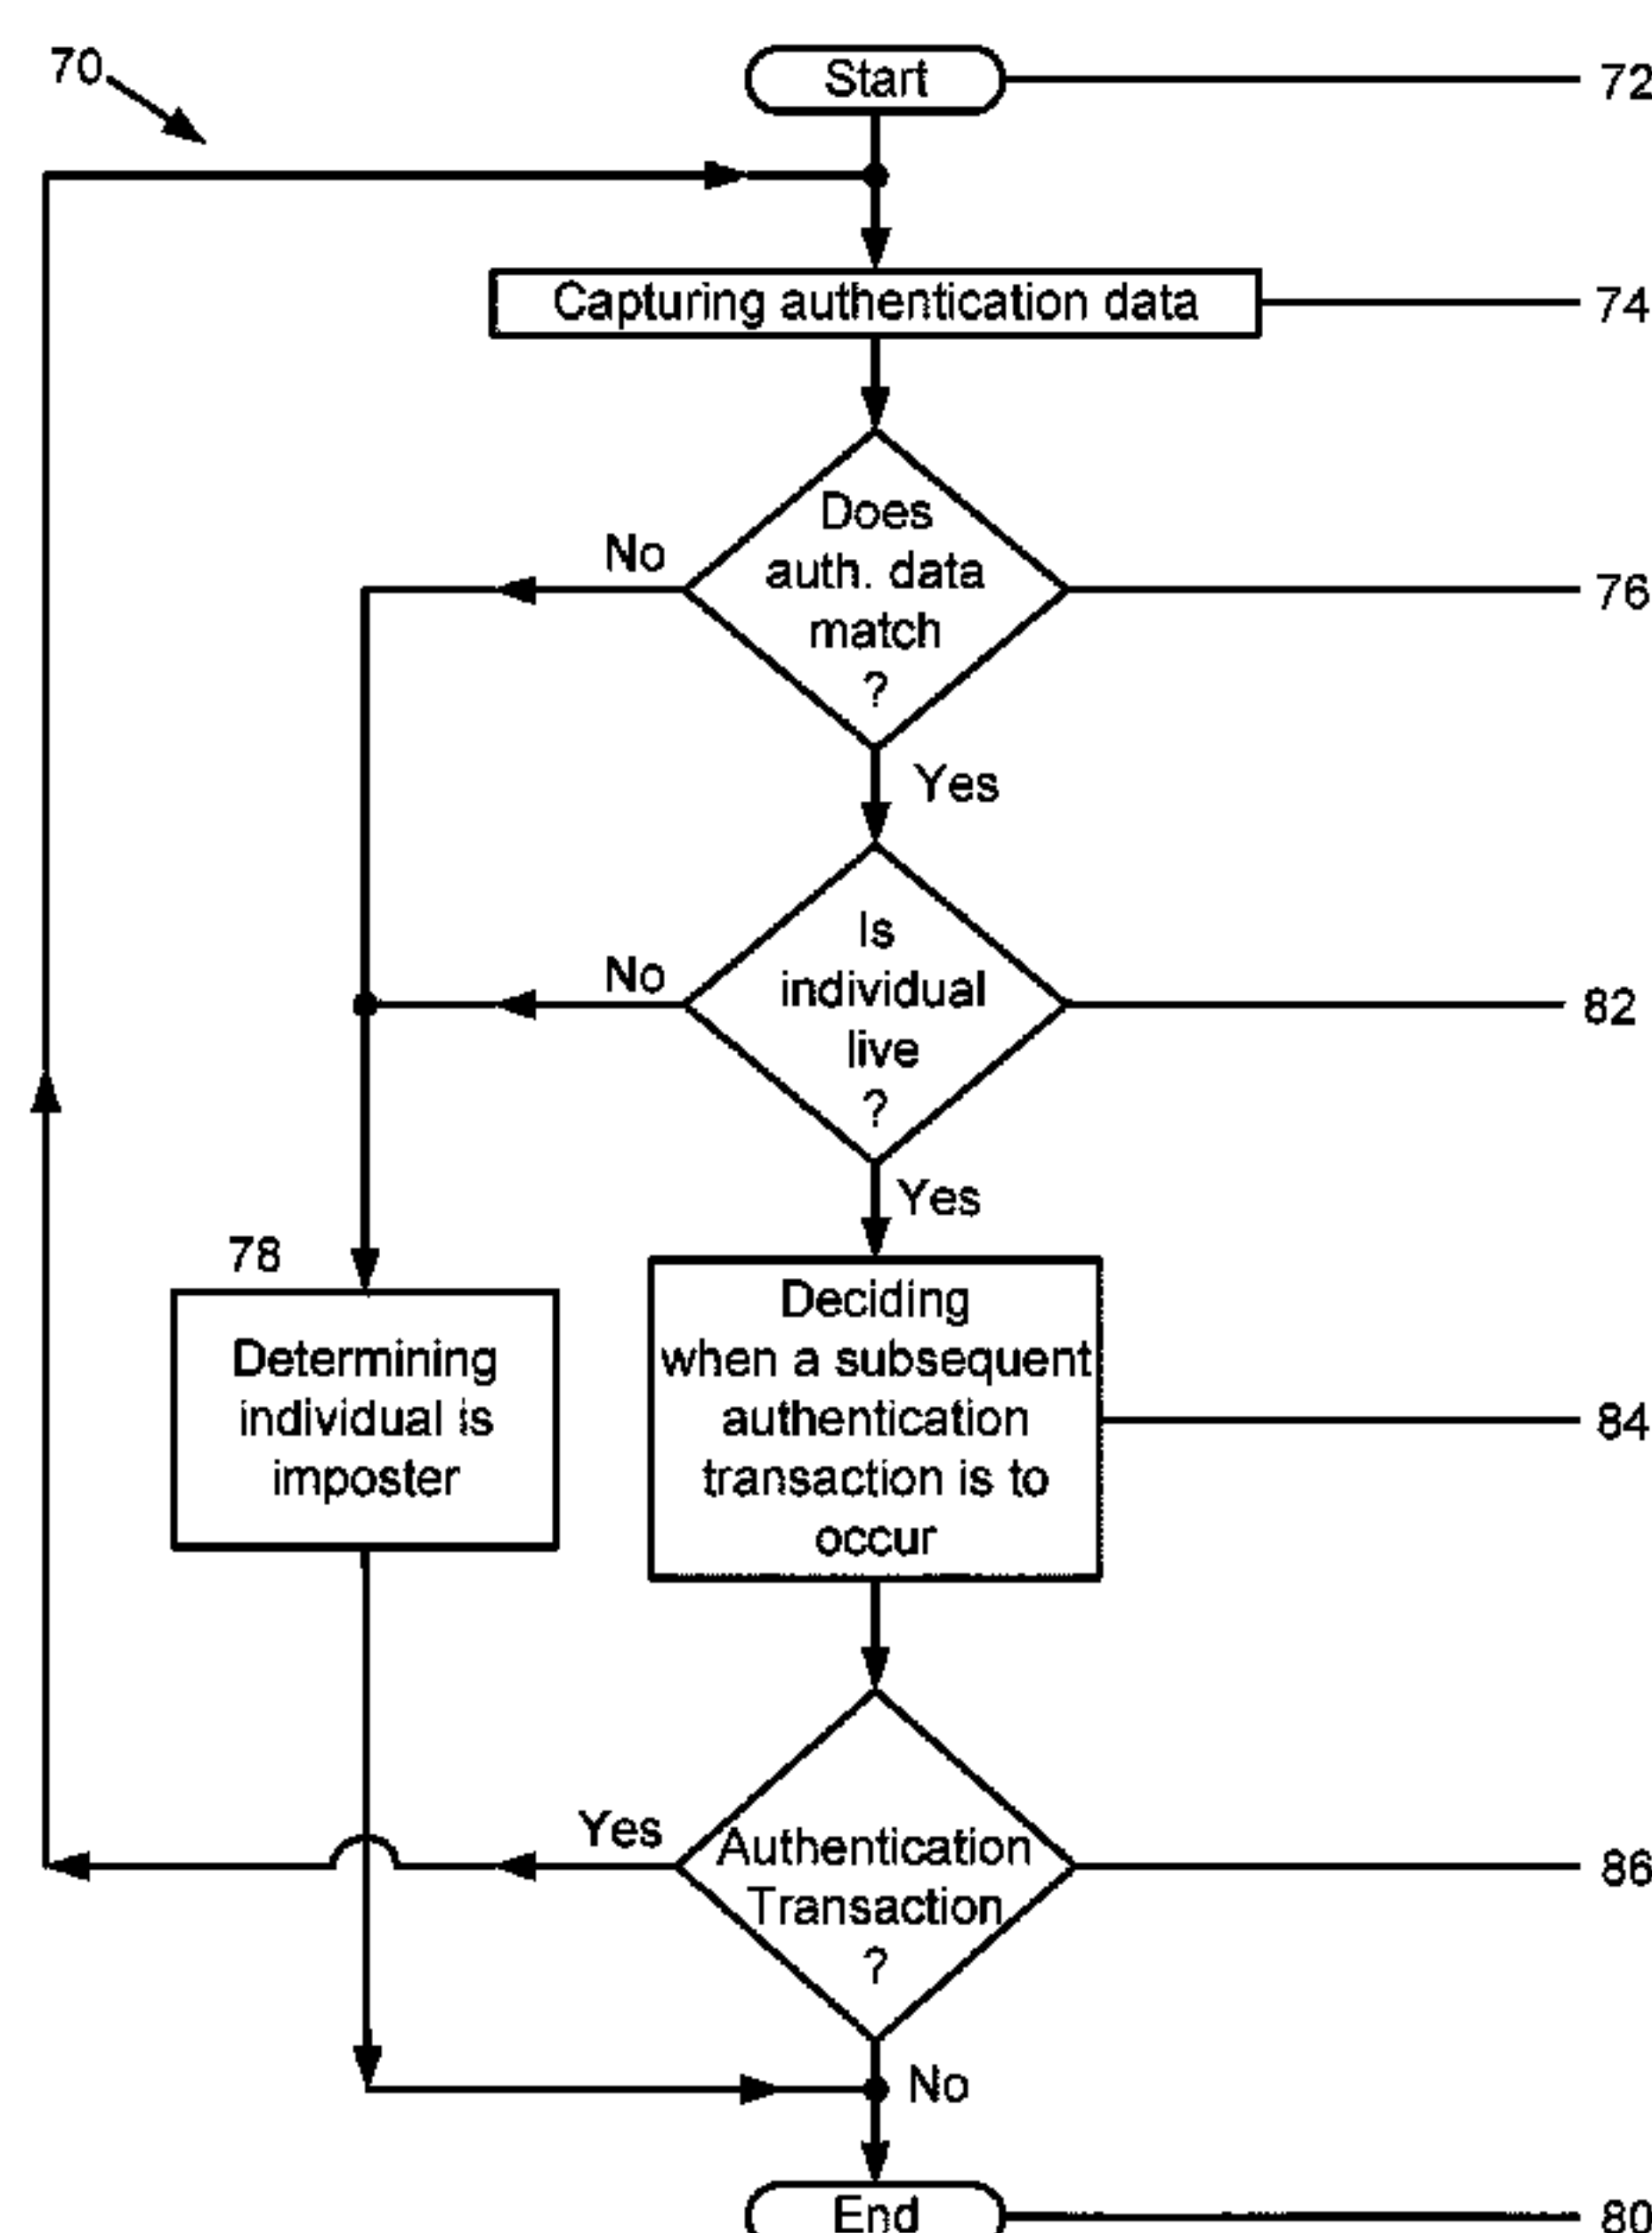 70
Start
72
Capturing authentication data
74
Does
auth. data
match
?
76
No
Yes
Is
individual
live
?
82
No
Yes
78
Determining
individual is
imposter
Deciding
when a subsequent
authentication
transaction is to
occur
84
Yes
Authentication
Transaction
?
86
No
End
80